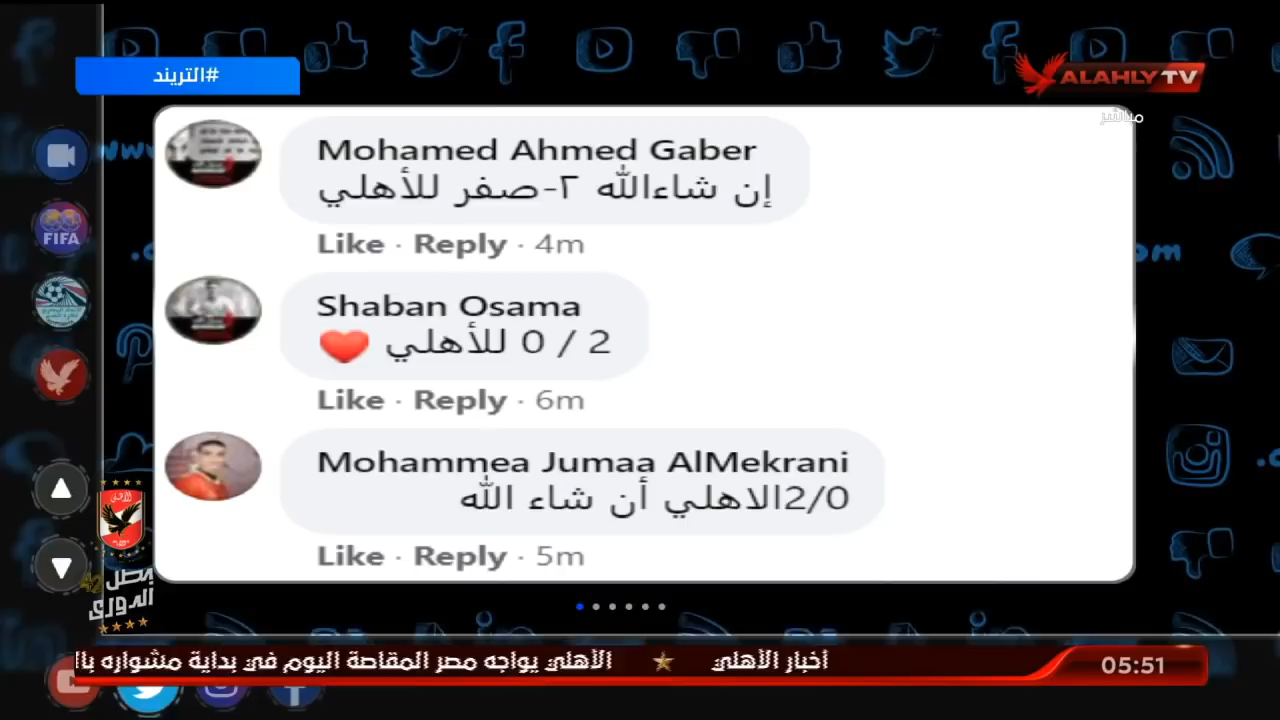 #التريند
ALAHLY TV
مباشر
Mohamed Ahmed Gaber
إن شاءالله ٢-صفر للأهلي
Like · Reply · 4m
Shaban Osama
2 / 0 للأهلي ❤️
Like · Reply · 6m
Mohammea Jumaa AlMekrani
2/0الاهلي أن شاء الله
Like · Reply · 5m
FIFA
بطل
الدورى
42
أخبار الأهلي ★ الأهلي يواجه مصر المقاصة اليوم في بداية مشواره
05:51